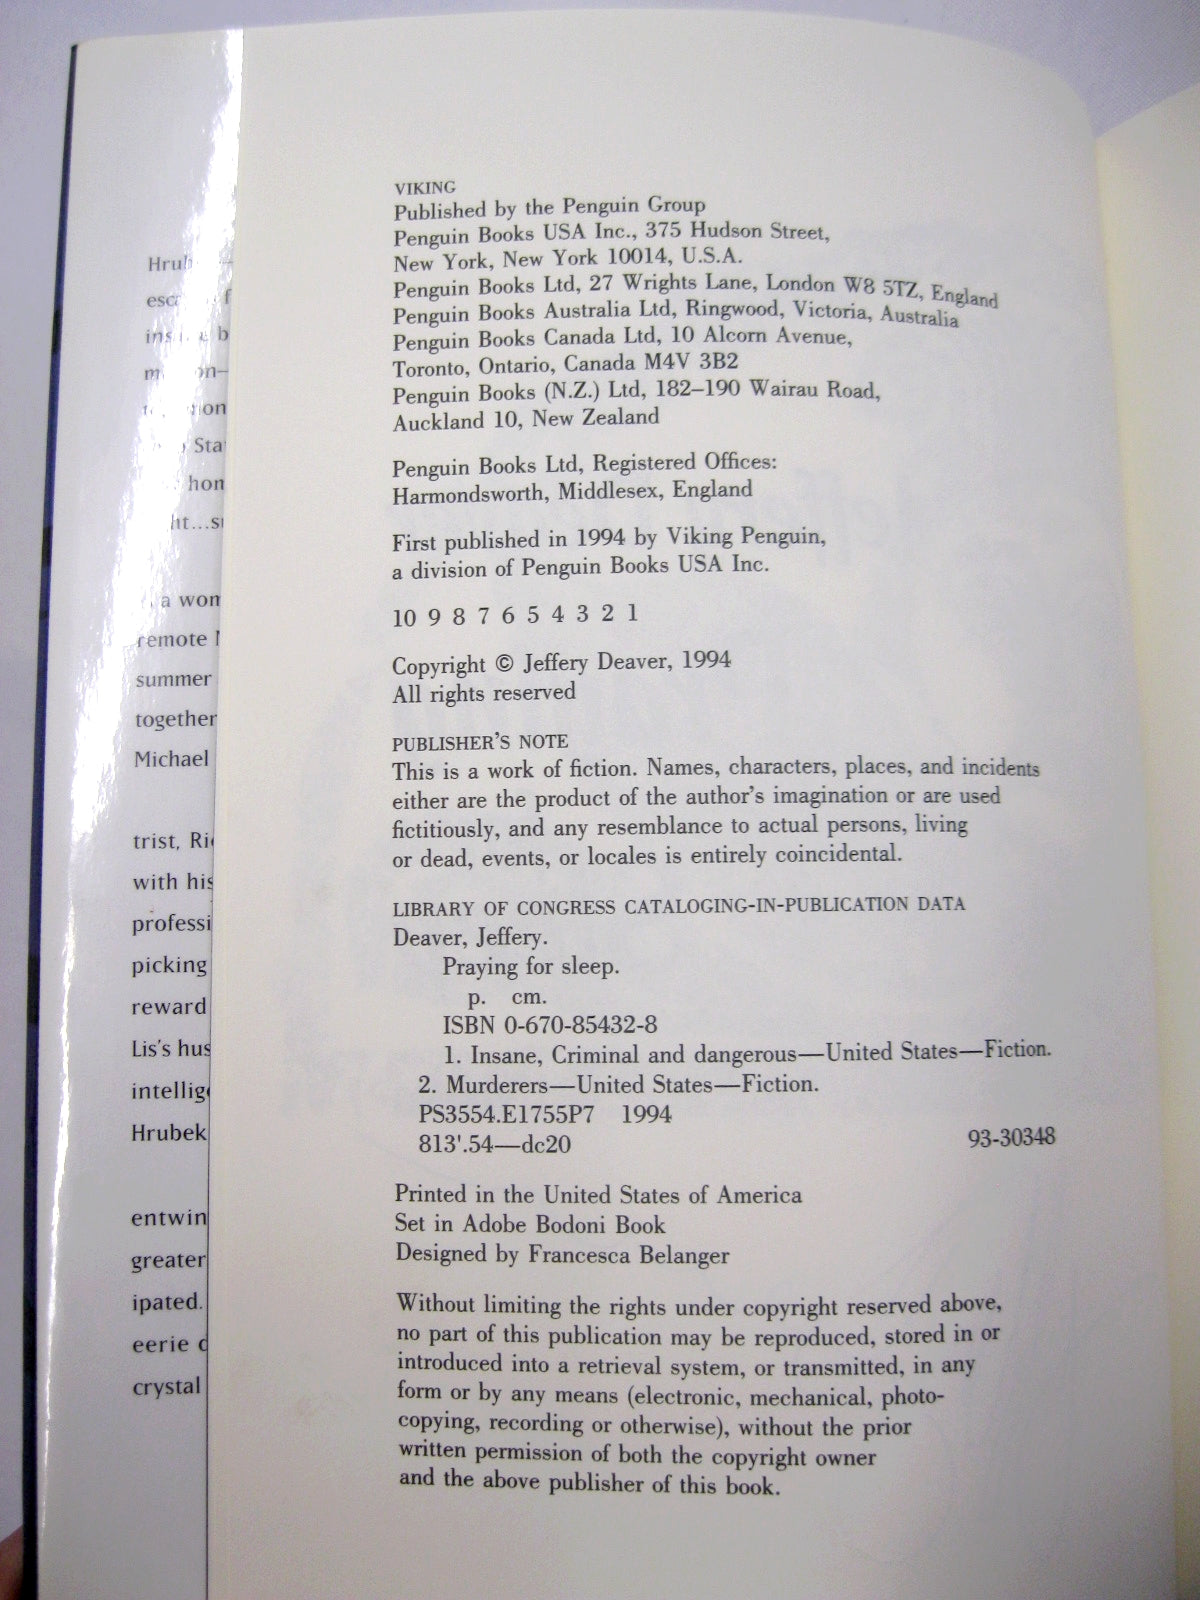 VIKING
Published by the Penguin Group
Penguin Books USA Inc., 375 Hudson Street,
New York, New York 10014, U.S.A.
Penguin Books Ltd, 27 Wrights Lane, London W8 5TZ, England
Penguin Books Australia Ltd, Ringwood, Victoria, Australia
Penguin Books Canada Ltd, 10 Alcorn Avenue,
Toronto, Ontario, Canada M4V 3B2
Penguin Books (N.Z.) Ltd, 182–190 Wairau Road,
Auckland 10, New Zealand
Penguin Books Ltd, Registered Offices:
Harmondsworth, Middlesex, England
First published in 1994 by Viking Penguin,
a division of Penguin Books USA Inc.
10 9 8 7 6 5 4 3 2 1
Copyright © Jeffery Deaver, 1994
All rights reserved
PUBLISHER'S NOTE
This is a work of fiction. Names, characters, places, and incidents
either are the product of the author's imagination or are used
fictitiously, and any resemblance to actual persons, living
or dead, events, or locales is entirely coincidental.
LIBRARY OF CONGRESS CATALOGING-IN-PUBLICATION DATA
Deaver, Jeffery.
Praying for sleep.
p. cm.
ISBN 0-670-85432-8
1. Insane, Criminal and dangerous—United States—Fiction.
2. Murderers—United States—Fiction.
PS3554.E1755P7 1994
813'.54—dc20 93-30348
Printed in the United States of America
Set in Adobe Bodoni Book
Designed by Francesca Belanger
Without limiting the rights under copyright reserved above,
no part of this publication may be reproduced, stored in or
introduced into a retrieval system, or transmitted, in any
form or by any means (electronic, mechanical, photo-
copying, recording or otherwise), without the prior
written permission of both the copyright owner
and the above publisher of this book.
a
remote
summer
together
Michael
trist,
with his
picking
reward
Lis's
Hrubek
greater
ipated.
eerie
crystal